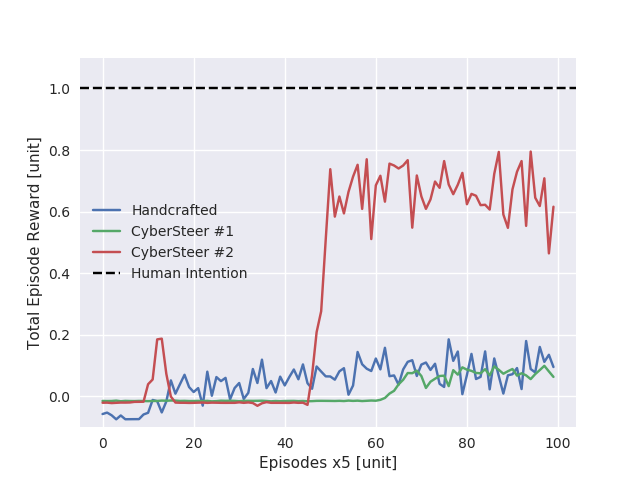 1.0
0.8
0.6
0.4
0.2
0.0
Total Episode Reward [unit]
Handcrafted
CyberSteer #1
CyberSteer #2
Human Intention
0 20 40 60 80 100
Episodes x5 [unit]